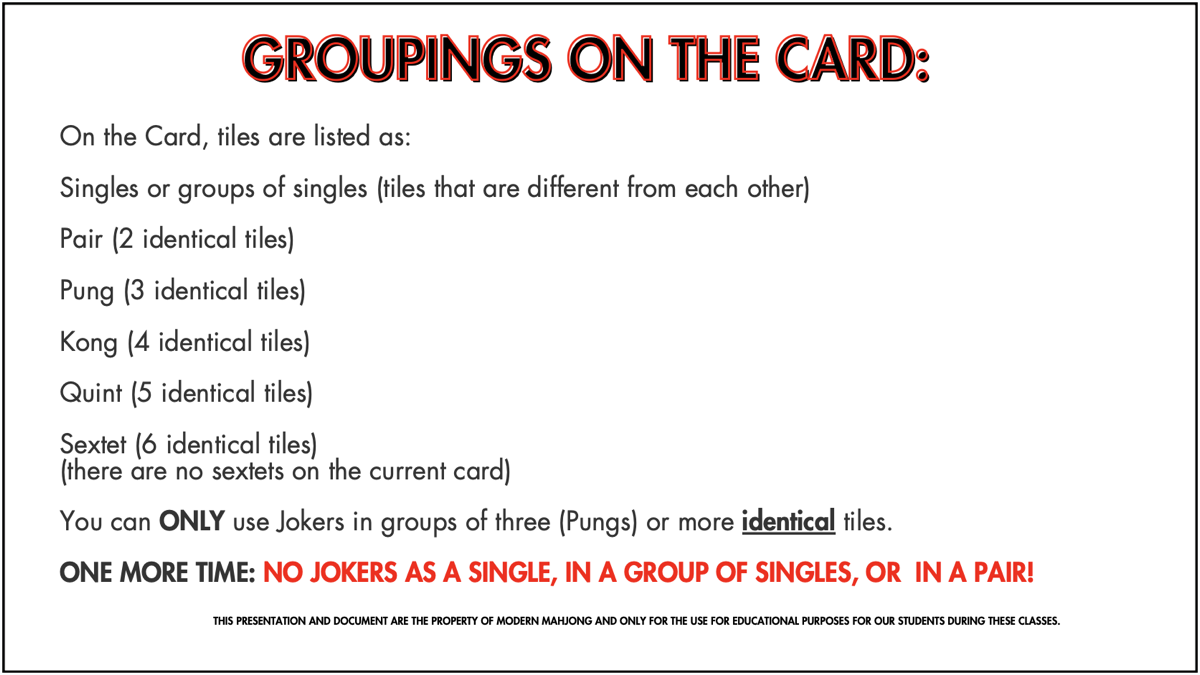 GROUPINGS ON THE CARD:
On the Card, tiles are listed as:
Singles or groups of singles (tiles that are different from each other)
Pair (2 identical tiles)
Pung (3 identical tiles)
Kong (4 identical tiles)
Quint (5 identical tiles)
Sextet (6 identical tiles)
(there are no sextets on the current card)
You can ONLY use Jokers in groups of three (Pungs) or more identical tiles.
ONE MORE TIME: NO JOKERS AS A SINGLE, IN A GROUP OF SINGLES, OR  IN A PAIR!
THIS PRESENTATION AND DOCUMENT ARE THE PROPERTY OF MODERN MAHJONG AND ONLY FOR THE USE FOR EDUCATIONAL PURPOSES FOR OUR STUDENTS DURING THESE CLASSES.